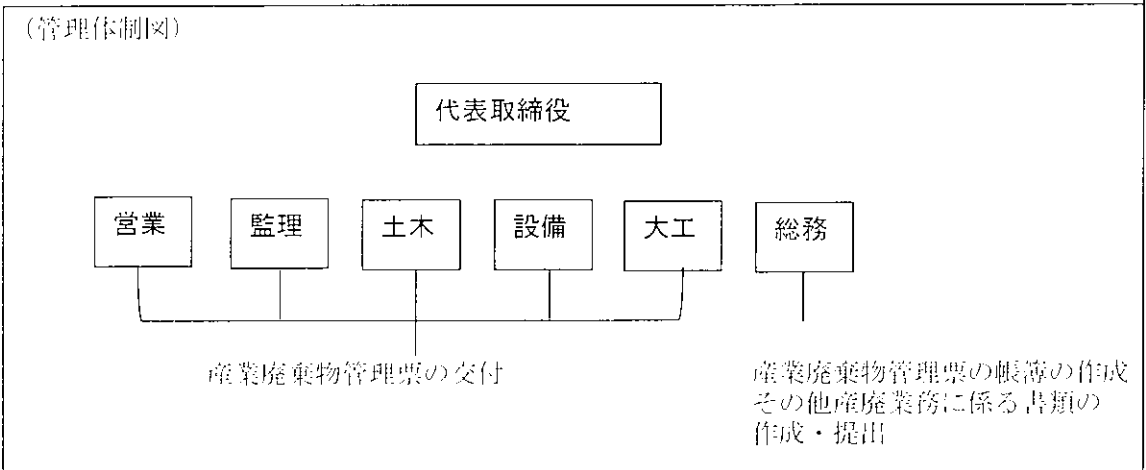 (管理体制図)
代表取締役
営業
監理
土木
設備
大工
総務
産業廃棄物管理票の交付
産業廃棄物管理票の帳簿の作成
その他産廃業務に係る書類の
作成・提出